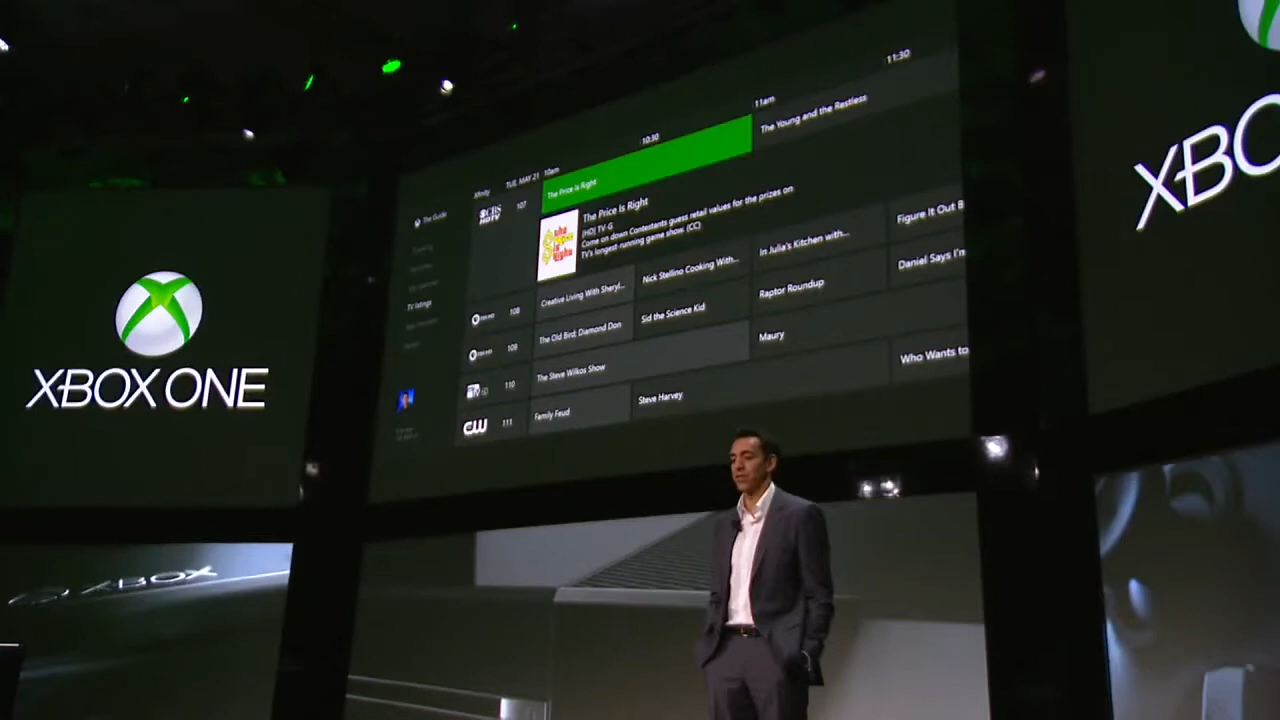 11:30
11am
10:30
The Young and the Restless
Xfinity TUE, MAY 21 10am
The Price Is Right
The Guide
CBS
HDTV
107
The Price Is Right
[HD] TV-G
Come on down Contestants guess retail values for the prizes on
TV's longest-running game show. (CC)
TV listings
108
Creative Living With Sheryl...
Nick Stellino Cooking With...
In Julia's Kitchen with...
Figure It Out B
109
The Old Bird: Diamond Don
Sid the Science Kid
Raptor Roundup
Daniel Says I'm
110
The Steve Wilkos Show
Maury
CW
111
Family Feud
Steve Harvey
Who Wants to
XBOX ONE
XBO
XBOX